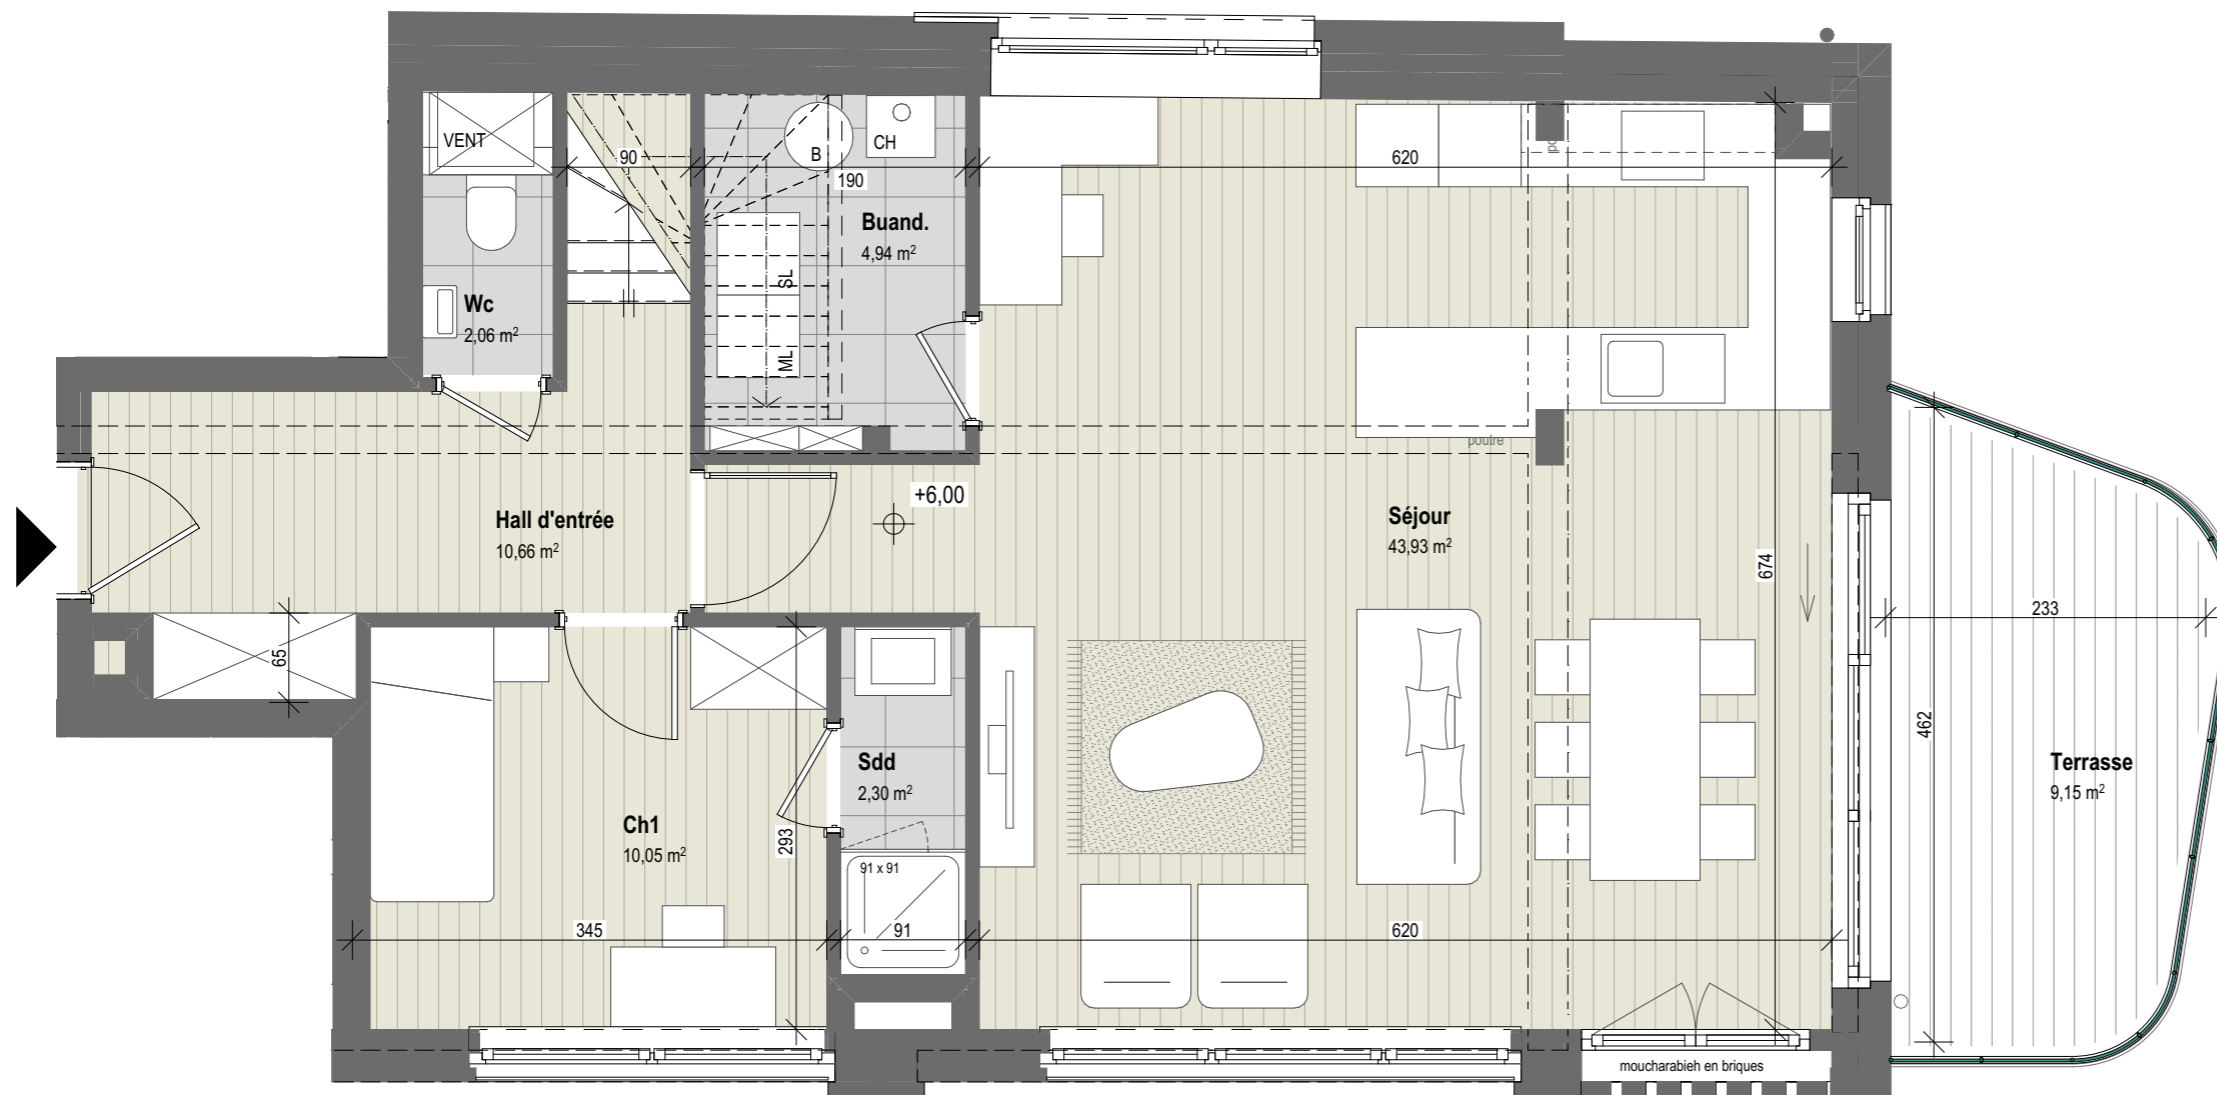 VENT
90
B
CH
190
620
Buand.
4,94 m²
SL
ML
Wc
2,06 m²
poutre
+6,00
Hall d'entrée
10,66 m²
Séjour
43,93 m²
674
233
65
462
Sdd
2,30 m²
Terrasse
9,15 m²
Ch1
10,05 m²
293
91 x 91
345
91
620
moucharabieh en briques